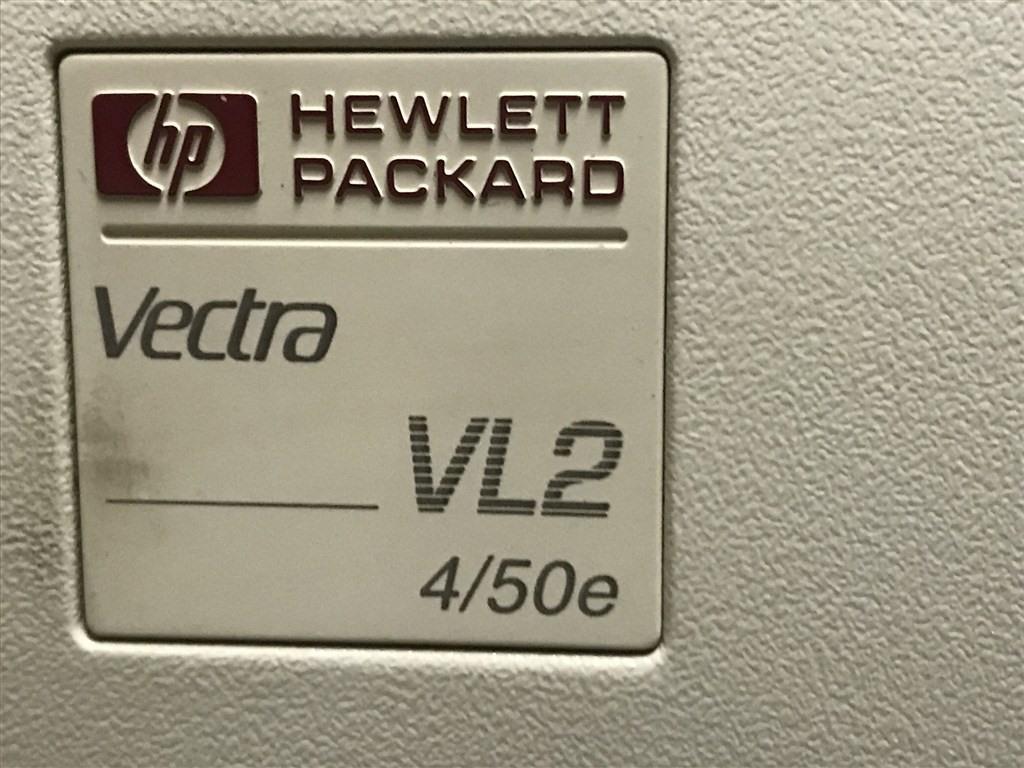 hp HEWLETT
PACKARD
Vectra
VL2
4/50e